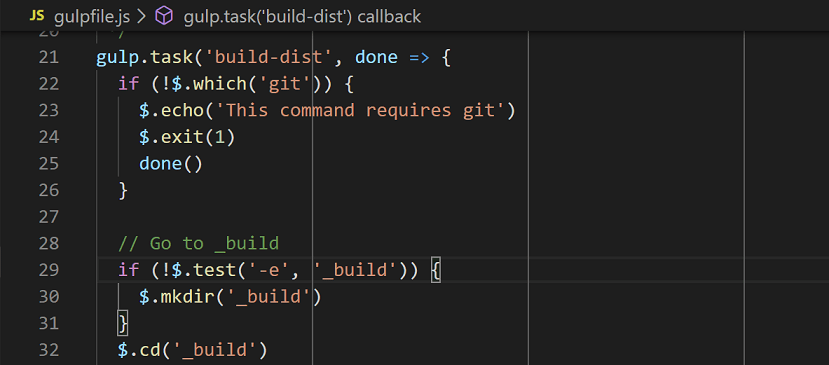 JS gulpfile.js > gulp.task('build-dist') callback
20 */
21 gulp.task('build-dist', done => {
22   if (!$.which('git')) {
23     $.echo('This command requires git')
24     $.exit(1)
25     done()
26   }
27
28   // Go to _build
29   if (!$.test('-e', '_build')) {
30     $.mkdir('_build')
31   }
32   $.cd('_build')